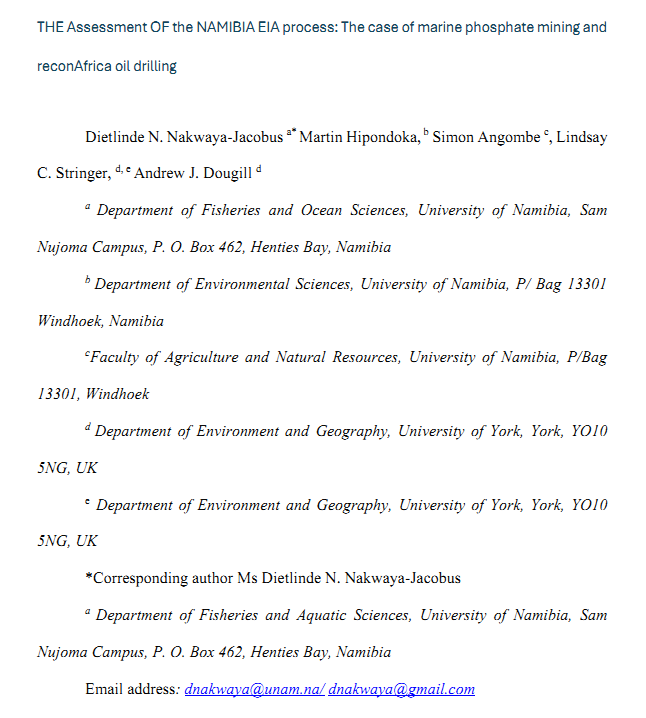 THE Assessment OF the NAMIBIA EIA process: The case of marine phosphate mining and
reconAfrica oil drilling
Dietlinde N. Nakwaya-Jacobus a* Martin Hipondoka, b Simon Angombe c, Lindsay
C. Stringer, d, e Andrew J. Dougill d
a Department of Fisheries and Ocean Sciences, University of Namibia, Sam
Nujoma Campus, P. O. Box 462, Henties Bay, Namibia
b Department of Environmental Sciences, University of Namibia, P/ Bag 13301
Windhoek, Namibia
cFaculty of Agriculture and Natural Resources, University of Namibia, P/Bag
13301, Windhoek
d Department of Environment and Geography, University of York, York, YO10
5NG, UK
e Department of Environment and Geography, University of York, York, YO10
5NG, UK
*Corresponding author Ms Dietlinde N. Nakwaya-Jacobus
a Department of Fisheries and Aquatic Sciences, University of Namibia, Sam
Nujoma Campus, P. O. Box 462, Henties Bay, Namibia
Email address: dnakwaya@unam.na/ dnakwaya@gmail.com